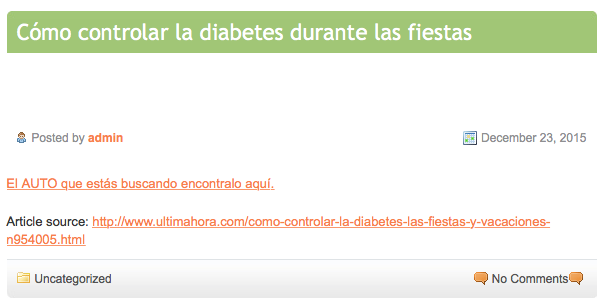 Cómo controlar la diabetes durante las fiestas
Posted by admin
December 23, 2015
El AUTO que estás buscando encontralo aquí.
Article source: http://www.ultimahora.com/como-controlar-la-diabetes-las-fiestas-y-vacaciones-
n954005.html
Uncategorized
No Comments